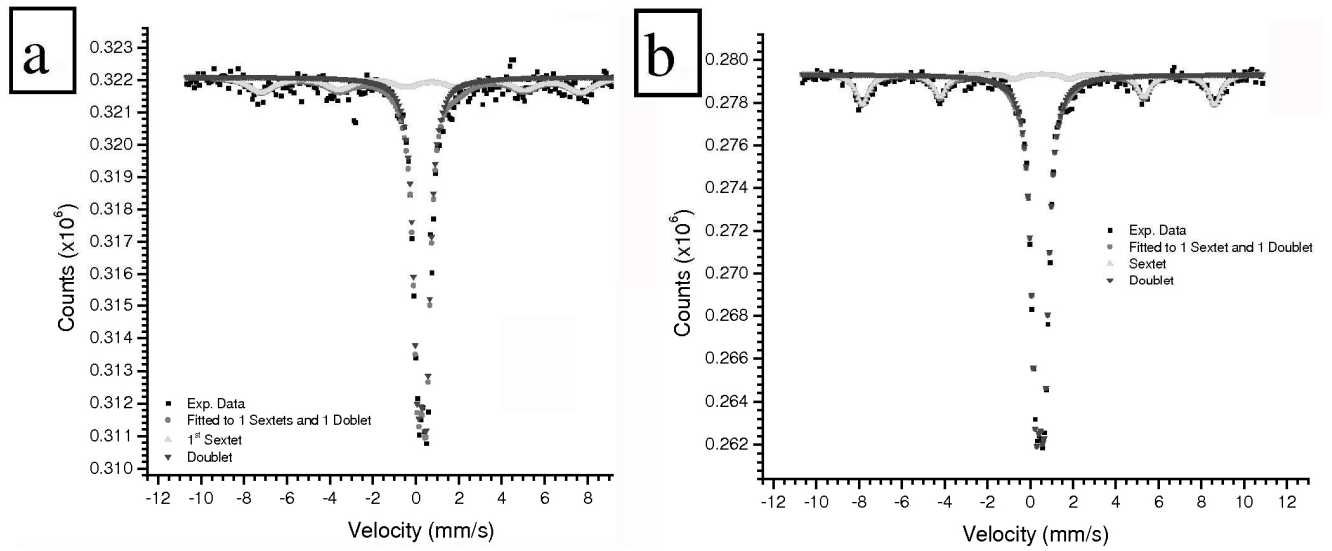 a
0.323
0.322
0.321
0.320
0.319
0.318
0.317
0.316
0.315
0.314
0.313
0.312
0.311
0.310
Counts (x10⁶)
Exp. Data
Fitted to 1 Sextets and 1 Doblet
1st Sextet
Doublet
-12 -10 -8 -6 -4 -2 0 2 4 6 8
Velocity (mm/s)
b
0.280
0.278
0.276
0.274
0.272
0.270
0.268
0.266
0.264
0.262
Counts (x10⁶)
Exp. Data
Fitted to 1 Sextet and 1 Doublet
Sextet
Doublet
-12 -10 -8 -6 -4 -2 0 2 4 6 8 10 12
Velocity (mm/s)